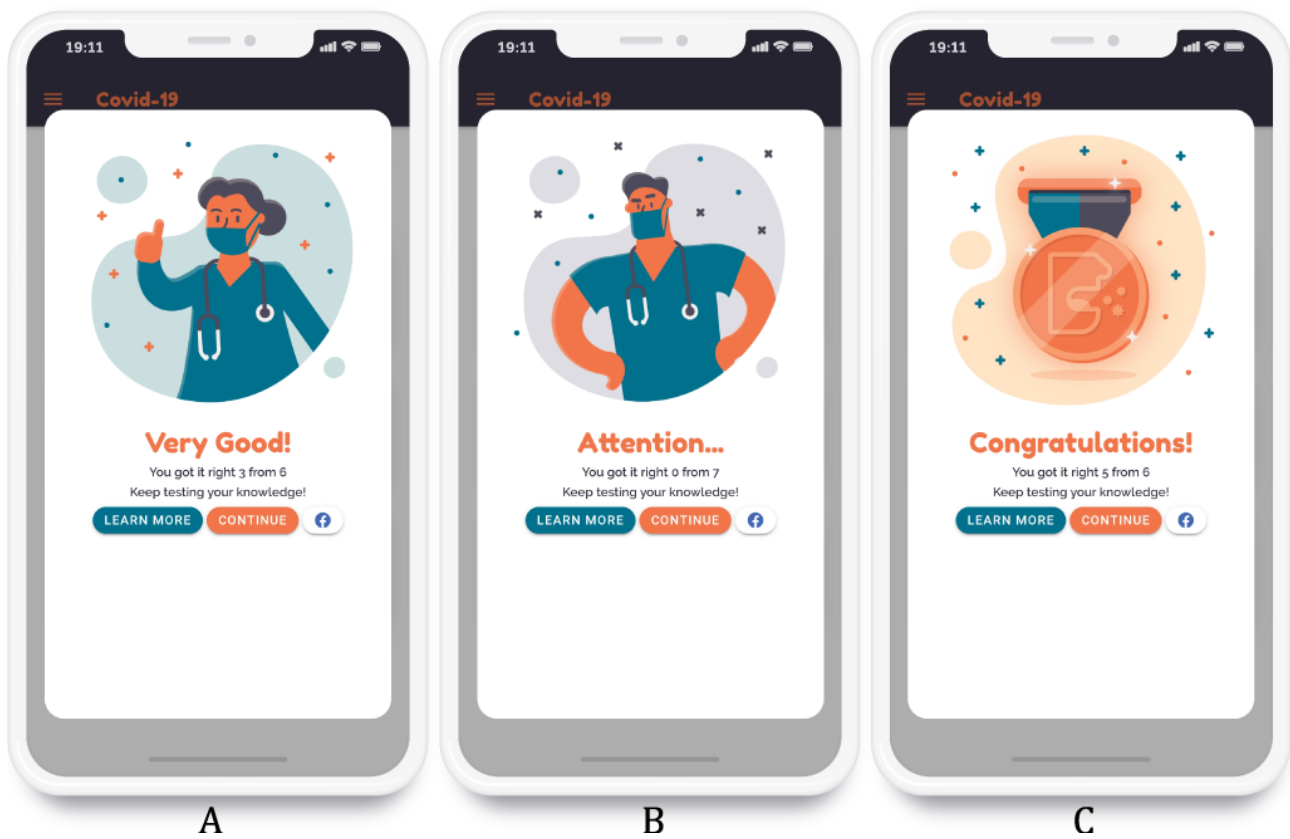 19:11
Covid-19
Very Good!
You got it right 3 from 6
Keep testing your knowledge!
LEARN MORE CONTINUE
A
19:11
Covid-19
Attention...
You got it right 0 from 7
Keep testing your knowledge!
LEARN MORE CONTINUE
B
19:11
Covid-19
Congratulations!
You got it right 5 from 6
Keep testing your knowledge!
LEARN MORE CONTINUE
C